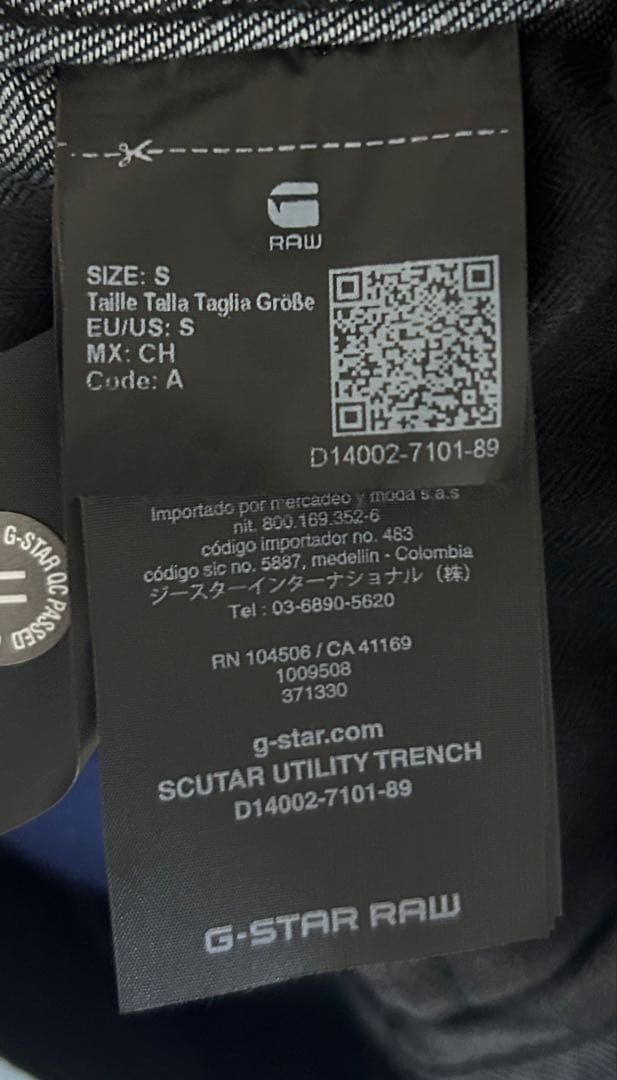 RAW
SIZE: S
Taille Talla Taglia Größe
EU/US: S
MX: CH
Code: A
D14002-7101-89
Importado por mercadeo y moda s.a.s
nit. 800.169.352-6
código importador no. 483
código sic no. 5887, medellin - Colombia
ジースターインターナショナル（株）
Tel : 03-6890-5620
RN 104506 / CA 41169
1009508
371330
g-star.com
SCUTAR UTILITY TRENCH
D14002-7101-89
G-STAR RAW
G-STAR QC PASSED